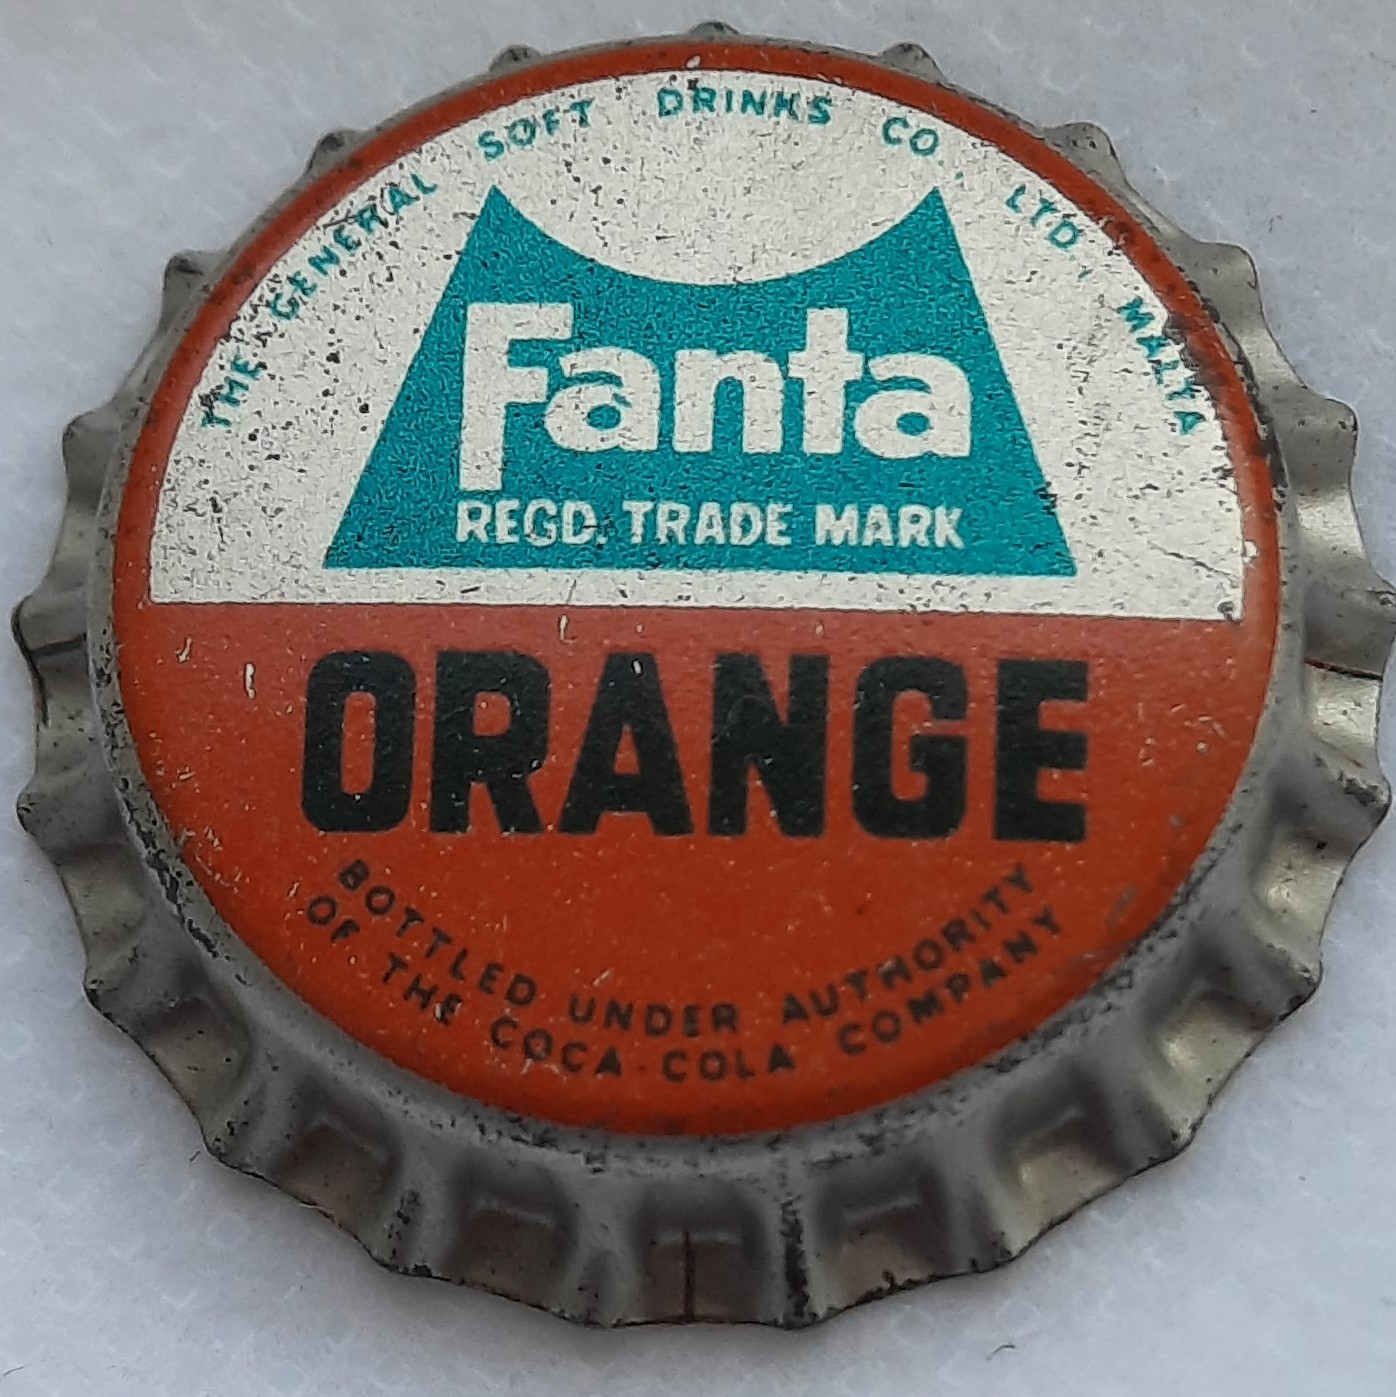 THE GENERAL SOFT DRINKS CO., LTD., MALTA
Fanta
REGD. TRADE MARK
ORANGE
BOTTLED UNDER AUTHORITY
OF THE COCA-COLA COMPANY